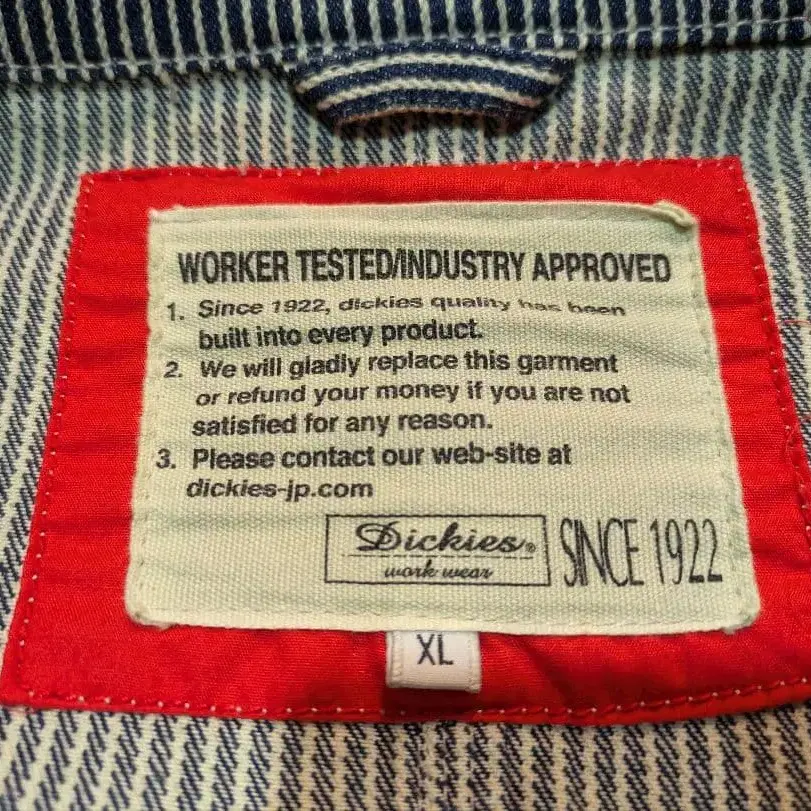 WORKER TESTED/INDUSTRY APPROVED
1. Since 1922, dickies quality has been
built into every product.
2. We will gladly replace this garment
or refund your money if you are not
satisfied for any reason.
3. Please contact our web-site at
dickies-jp.com
Dickies®
work wear
SINCE 1922
XL